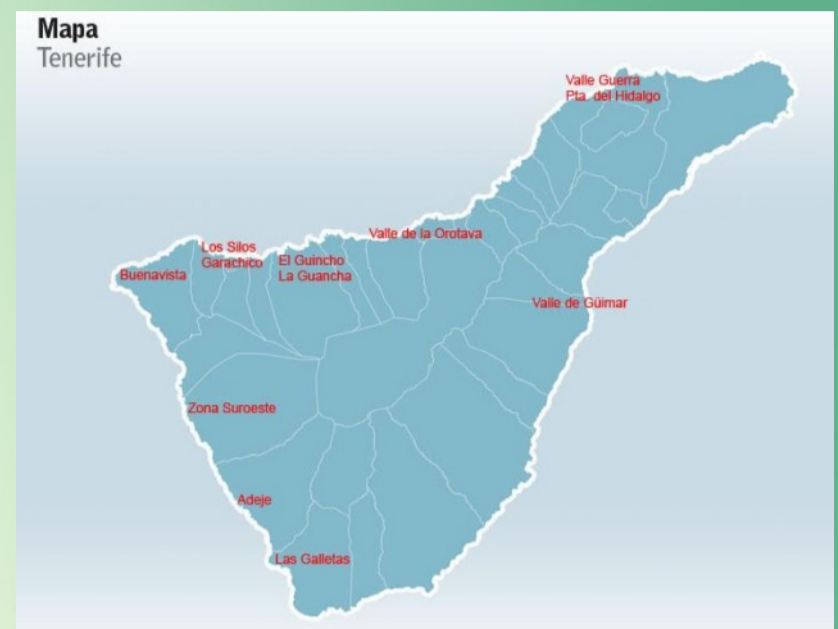 Mapa
Tenerife
Valle Guerra
Pta. del Hidalgo
Valle de la Orotava
Los Silos
Garachico
El Guincho
La Guancha
Buenavista
Valle de Güimar
Zona Suroeste
Adeje
Las Galletas